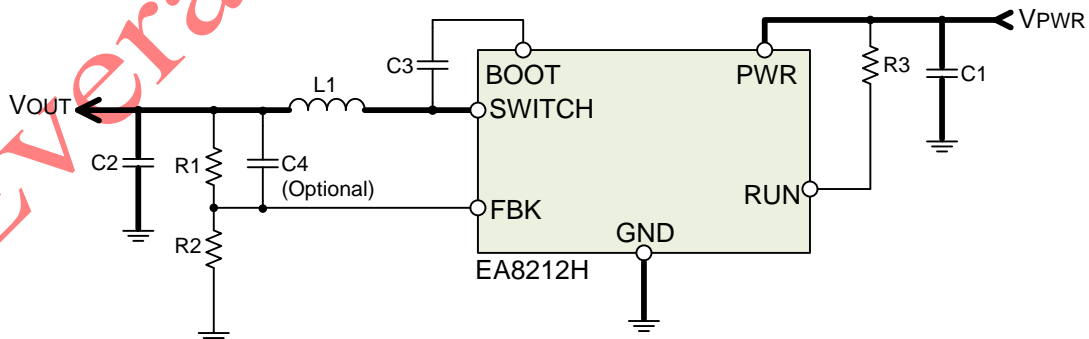 VPWR
C3
BOOT
PWR
R3
C1
L1
VOUT
SWITCH
C2
R1
C4
(Optional)
RUN
FBK
R2
GND
EA8212H